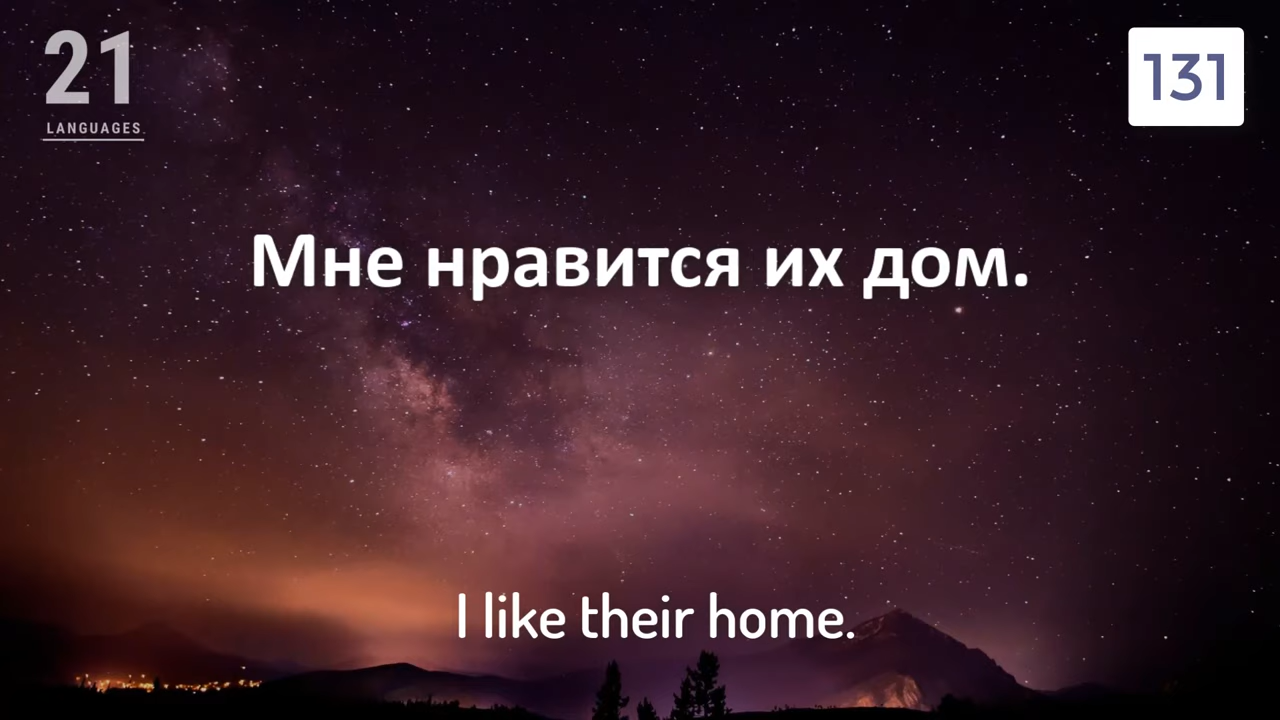 21
LANGUAGES
131
Мне нравится их дом.
I like their home.